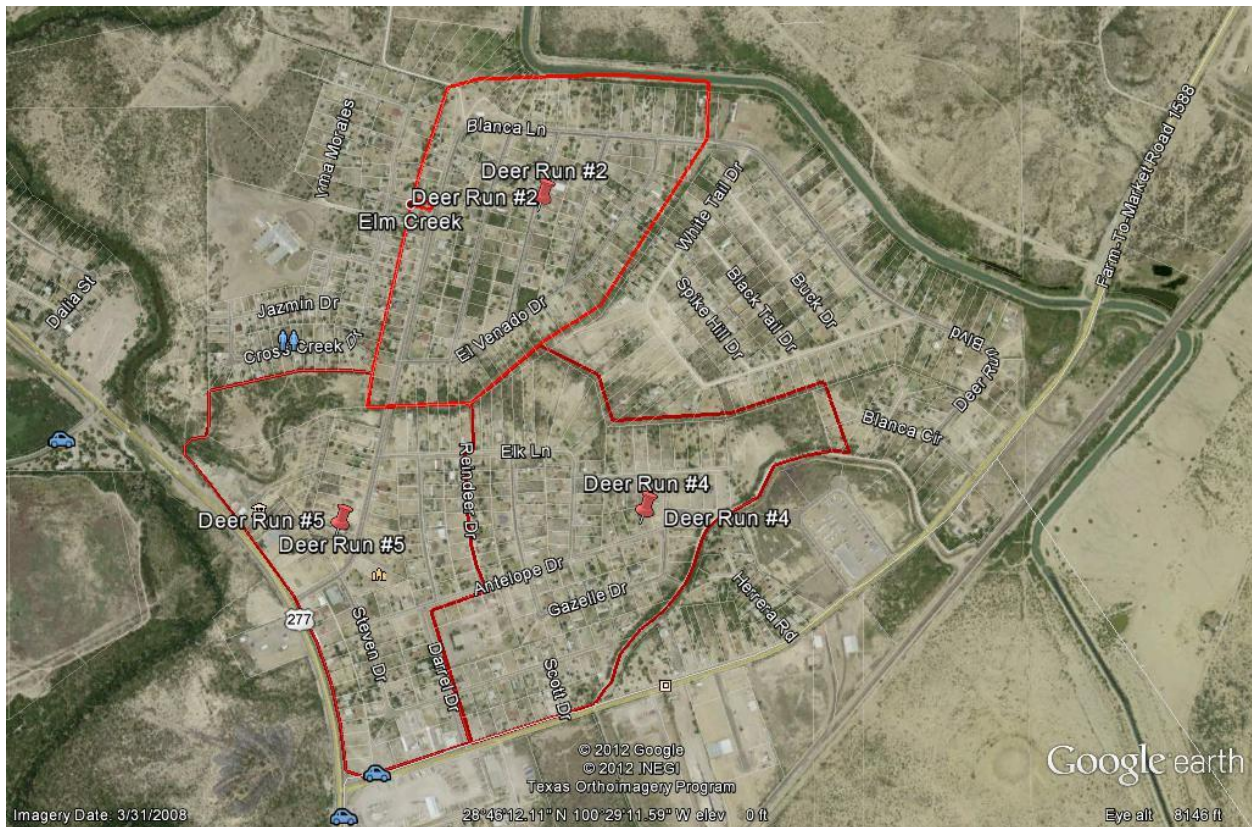 Farm-To-Market Road 1588
Blanca Ln
Irma Morales
Deer Run #2
Deer Run #2
Elm Creek
White Tail Dr
Dalia St
Jazmin Dr
Buck Dr
Black Tail Dr
Spike Hill Dr
El Venado Dr
Cross Creek Dr
Deer Run Blvd
Blanca Cir
Elk Ln
Reindeer Dr
Deer Run #4
Deer Run #4
Deer Run #5
Deer Run #5
Antelope Dr
Gazelle Dr
Herrera Rd
277
Steven Dr
Darrel Dr
Scott Dr
© 2012 Google
© 2012 INEGI
Texas Orthoimagery Program
Google earth
Imagery Date: 3/31/2008
28°46'12.11" N 100°29'11.59" W elev 0 ft
Eye alt 8146 ft